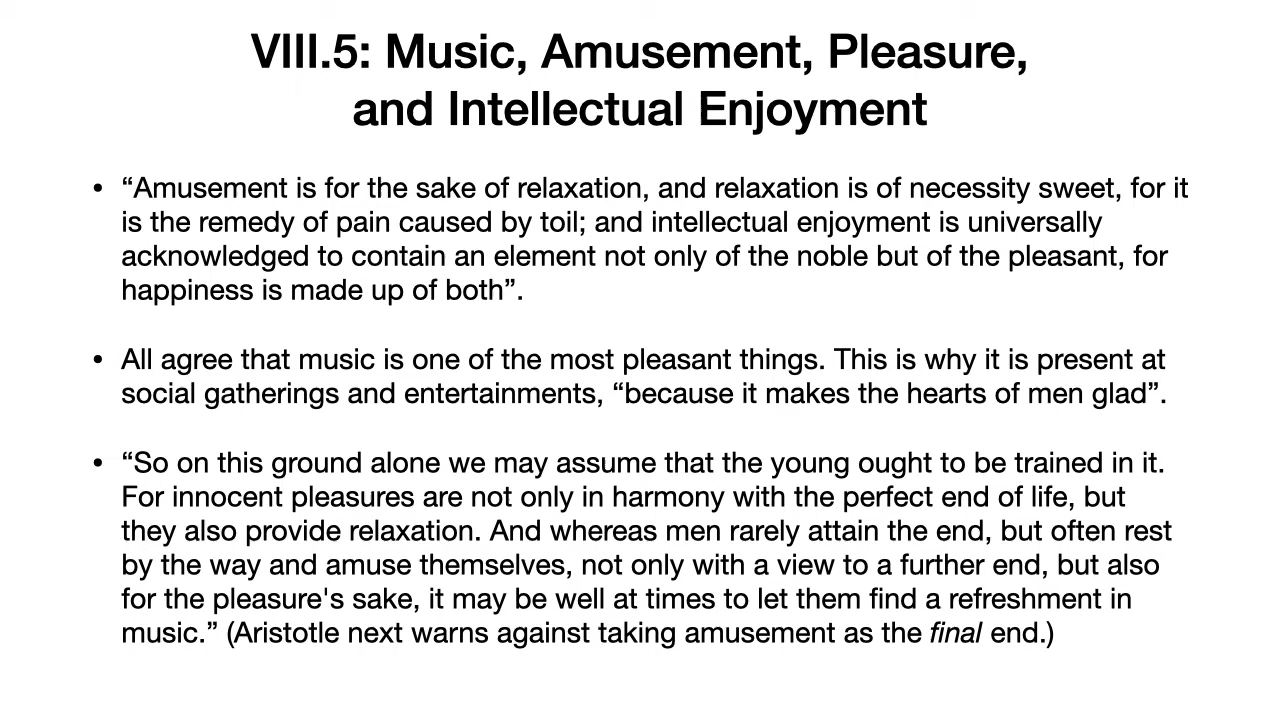 VIII.5: Music, Amusement, Pleasure,
and Intellectual Enjoyment
• “Amusement is for the sake of relaxation, and relaxation is of necessity sweet, for it
is the remedy of pain caused by toil; and intellectual enjoyment is universally
acknowledged to contain an element not only of the noble but of the pleasant, for
happiness is made up of both”.
• All agree that music is one of the most pleasant things. This is why it is present at
social gatherings and entertainments, “because it makes the hearts of men glad”.
• “So on this ground alone we may assume that the young ought to be trained in it.
For innocent pleasures are not only in harmony with the perfect end of life, but
they also provide relaxation. And whereas men rarely attain the end, but often rest
by the way and amuse themselves, not only with a view to a further end, but also
for the pleasure's sake, it may be well at times to let them find a refreshment in
music.” (Aristotle next warns against taking amusement as the final end.)